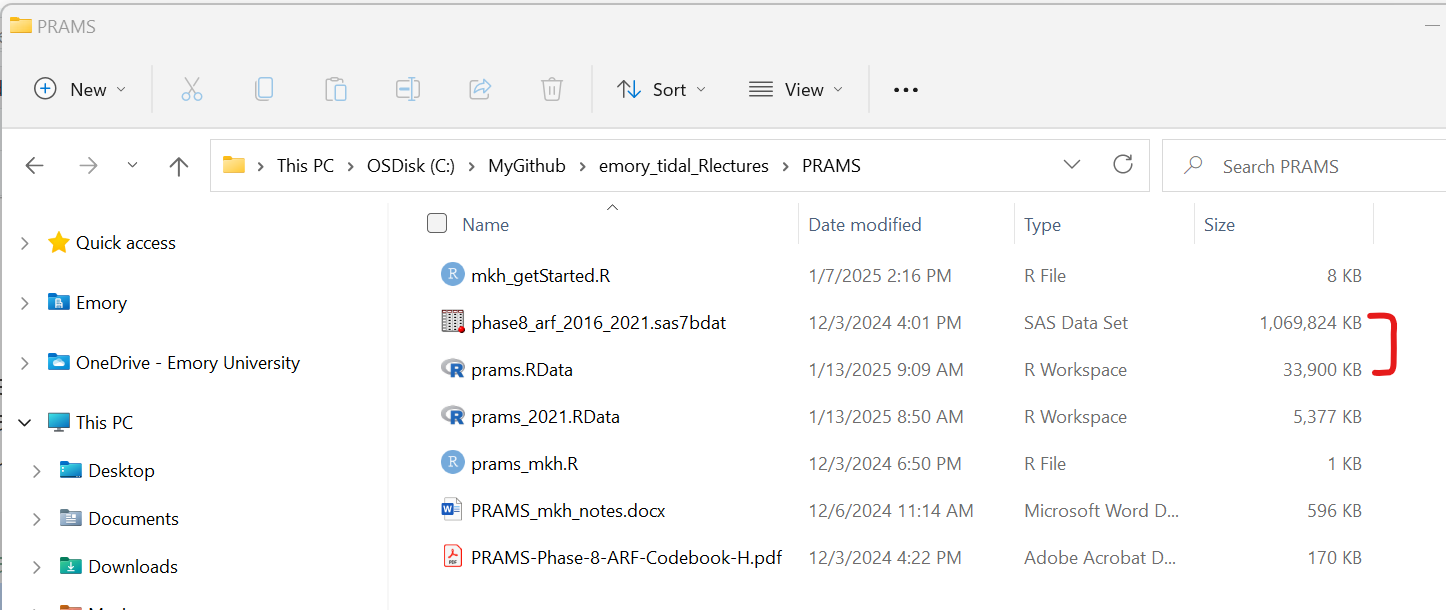 PRAMS
New Sort View
This PC OSDisk (C:) MyGithub emory_tidal_Rlectures PRAMS Search PRAMS
Name Date modified Type Size
Quick access
Emory
OneDrive - Emory University
This PC
Desktop
Documents
Downloads
mkh_getStarted.R 1/7/2025 2:16 PM R File 8 KB
phase8_arf_2016_2021.sas7bdat 12/3/2024 4:01 PM SAS Data Set 1,069,824 KB
prams.RData 1/13/2025 9:09 AM R Workspace 33,900 KB
prams_2021.RData 1/13/2025 8:50 AM R Workspace 5,377 KB
prams_mkh.R 12/3/2024 6:50 PM R File 1 KB
PRAMS_mkh_notes.docx 12/6/2024 11:14 AM Microsoft Word D... 596 KB
PRAMS-Phase-8-ARF-Codebook-H.pdf 12/3/2024 4:22 PM Adobe Acrobat D... 170 KB